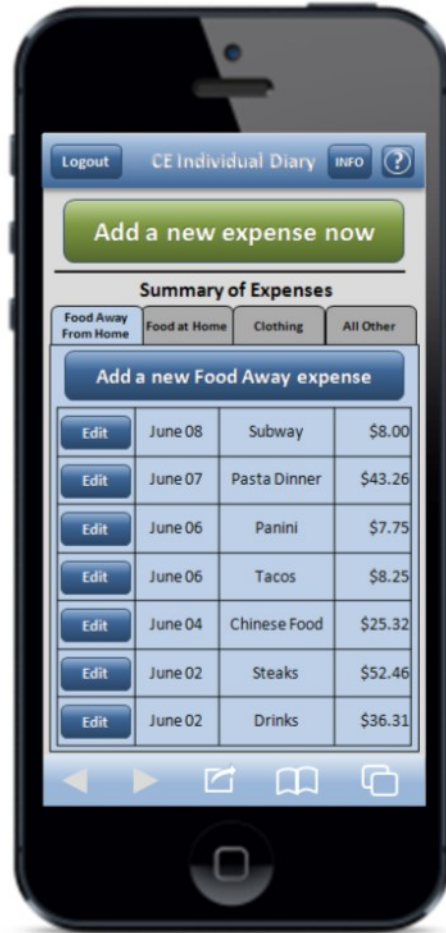 Logout CE Individual Diary INFO ?
Add a new expense now
Summary of Expenses
Food Away
From Home Food at Home Clothing All Other
Add a new Food Away expense
Edit June 08 Subway $8.00
Edit June 07 Pasta Dinner $43.26
Edit June 06 Panini $7.75
Edit June 06 Tacos $8.25
Edit June 04 Chinese Food $25.32
Edit June 02 Steaks $52.46
Edit June 02 Drinks $36.31